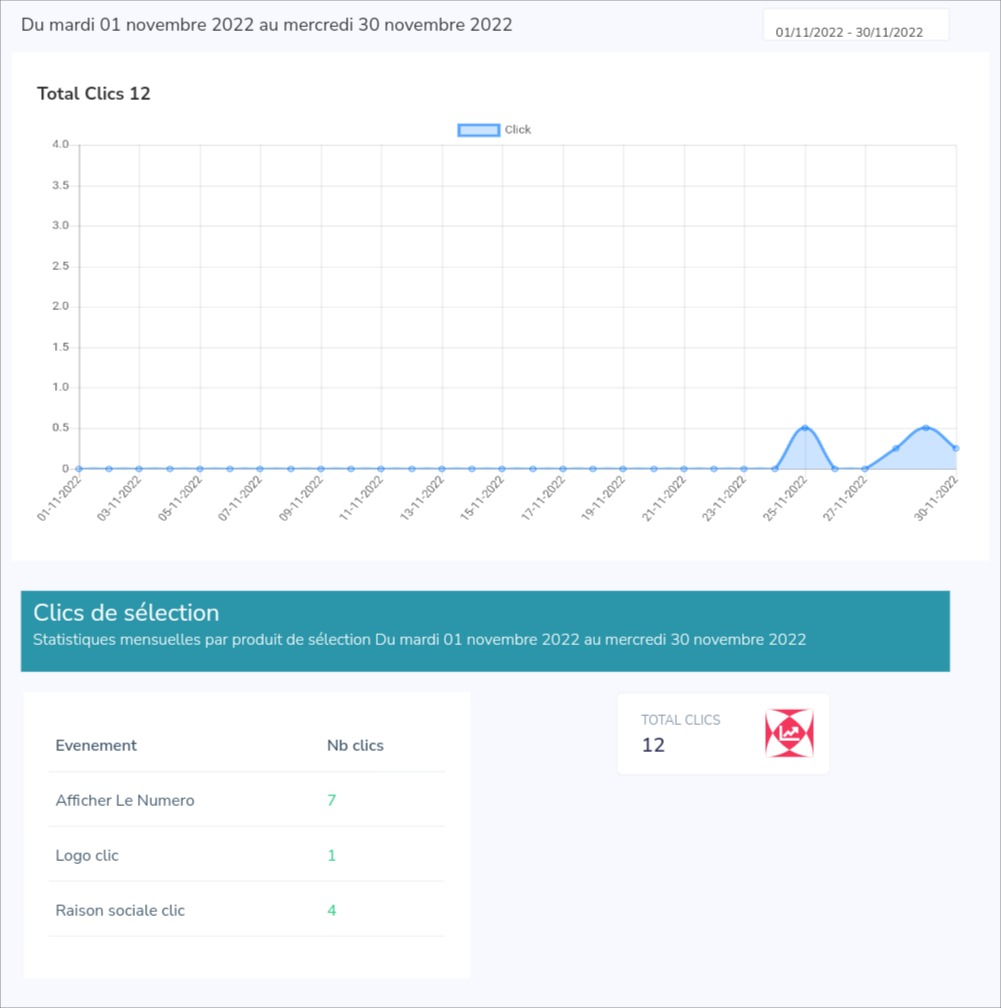 Du mardi 01 novembre 2022 au mercredi 30 novembre 2022
01/11/2022 - 30/11/2022
Total Clics 12
Click
4.0
3.5
3.0
2.5
2.0
1.5
1.0
0.5
0
01-11-2022 03-11-2022 05-11-2022 07-11-2022 09-11-2022 11-11-2022 13-11-2022 15-11-2022 17-11-2022 19-11-2022 21-11-2022 23-11-2022 25-11-2022 27-11-2022 30-11-2022
Clics de sélection
Statistiques mensuelles par produit de sélection Du mardi 01 novembre 2022 au mercredi 30 novembre 2022
Evenement Nb clics
Afficher Le Numero 7
Logo clic 1
Raison sociale clic 4
TOTAL CLICS
12